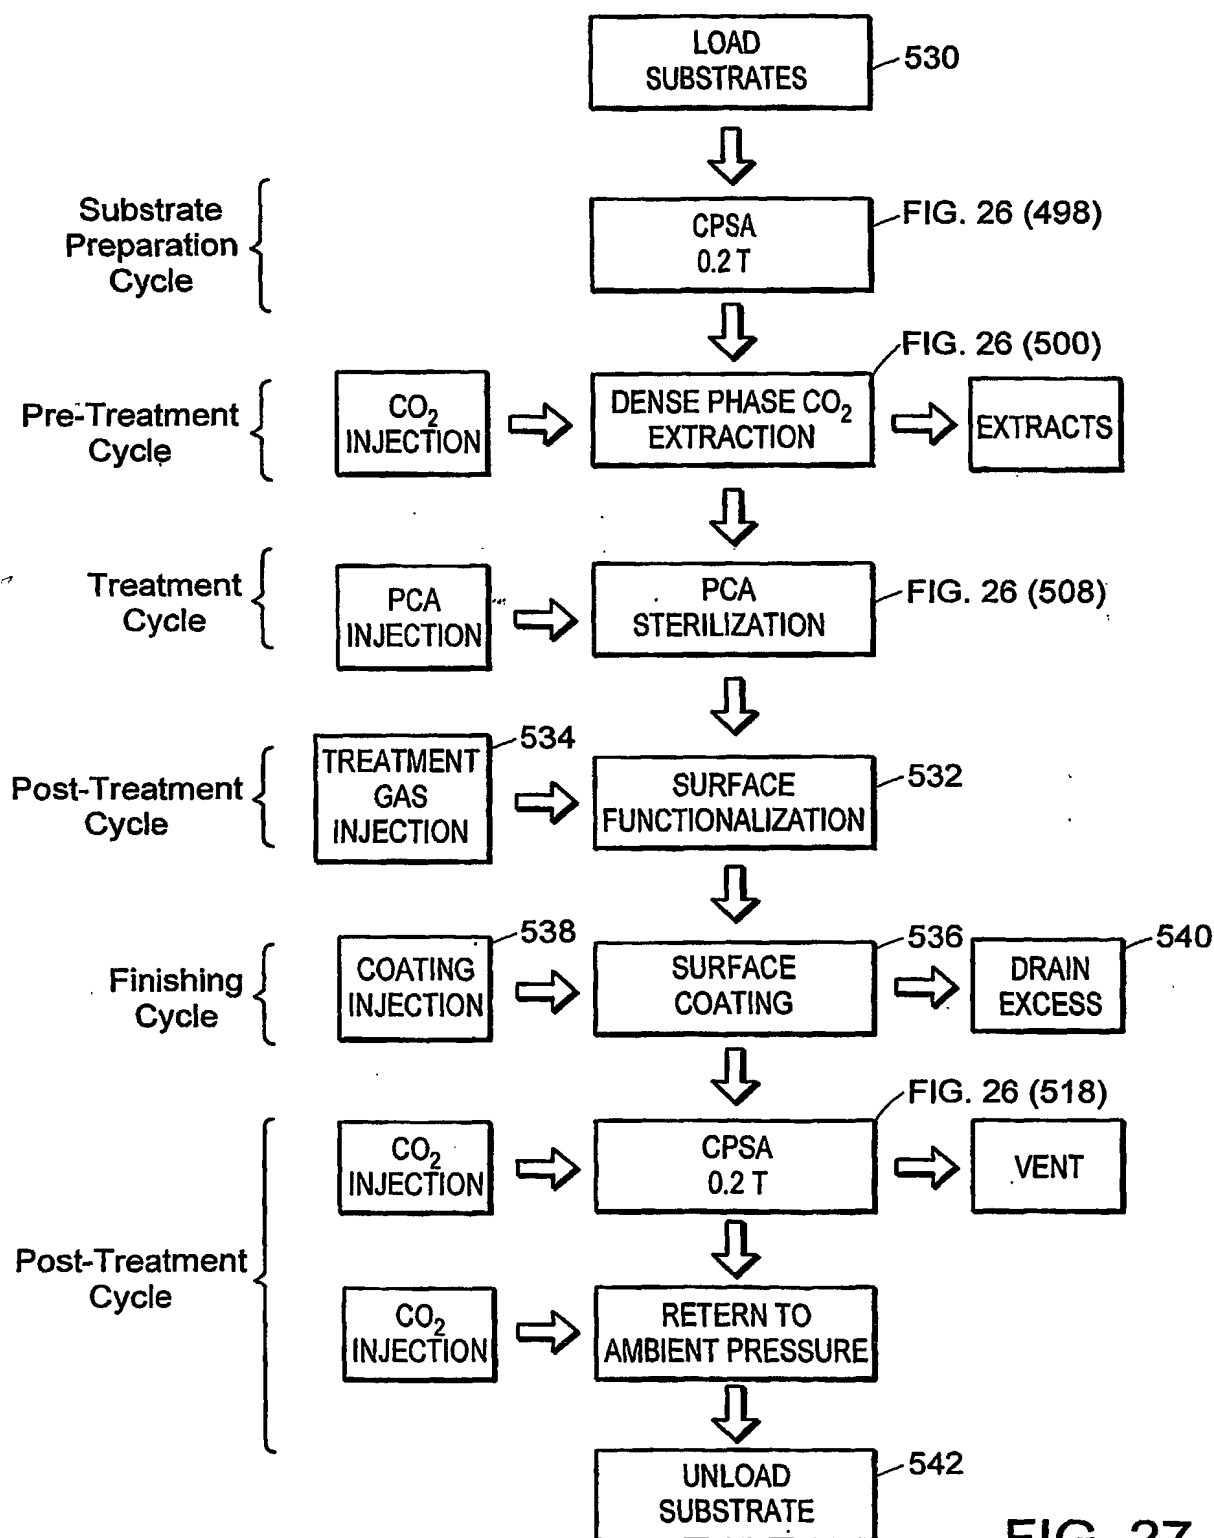 LOAD
SUBSTRATES
530
Substrate
Preparation
Cycle
CPSA
0.2 T
FIG. 26 (498)
Pre-Treatment
Cycle
CO2
INJECTION
DENSE PHASE CO2
EXTRACTION
FIG. 26 (500)
EXTRACTS
Treatment
Cycle
PCA
INJECTION
PCA
STERILIZATION
FIG. 26 (508)
Post-Treatment
Cycle
TREATMENT
GAS
INJECTION
534
SURFACE
FUNCTIONALIZATION
532
Finishing
Cycle
COATING
INJECTION
538
SURFACE
COATING
536
DRAIN
EXCESS
540
Post-Treatment
Cycle
CO2
INJECTION
CPSA
0.2 T
FIG. 26 (518)
VENT
CO2
INJECTION
RETERN TO
AMBIENT PRESSURE
UNLOAD
SUBSTRATE
542
FIG. 27